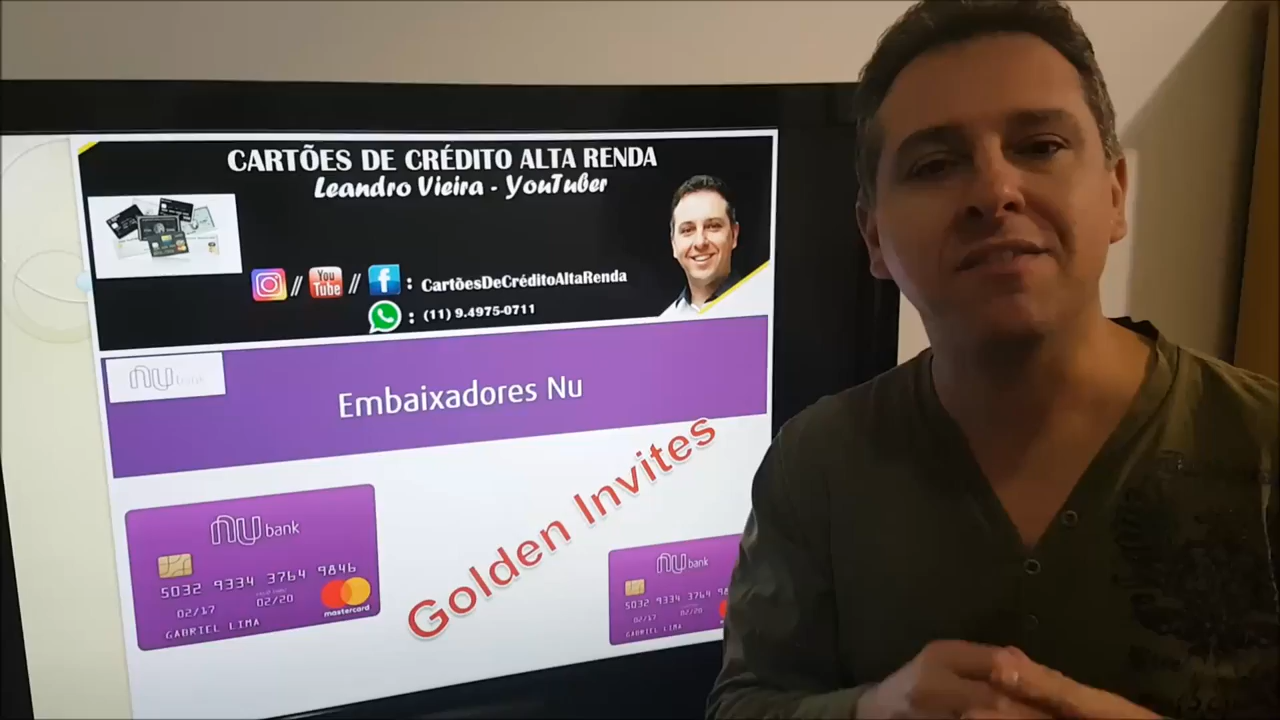 CARTÕES DE CRÉDITO ALTA RENDA
Leandro Vieira - YouTuber
You
Tube
// // : CartõesDeCréditoAltaRenda
: (11) 9.4975-0711
nu bank
Embaixadores Nu
Golden Invites
nu bank
5032 9334 3764 9846
02/17 02/20
GABRIEL LIMA
mastercard
nu bank
5032 9334 3764
02/17 02/20
GABRIEL LIMA